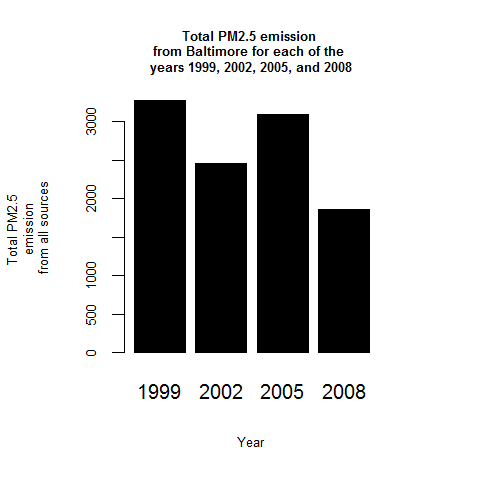 Total PM2.5 emission
from Baltimore for each of the
years 1999, 2002, 2005, and 2008
Total PM2.5
emission
from all sources
3000
2000
1000
500
0
1999 2002 2005 2008
Year